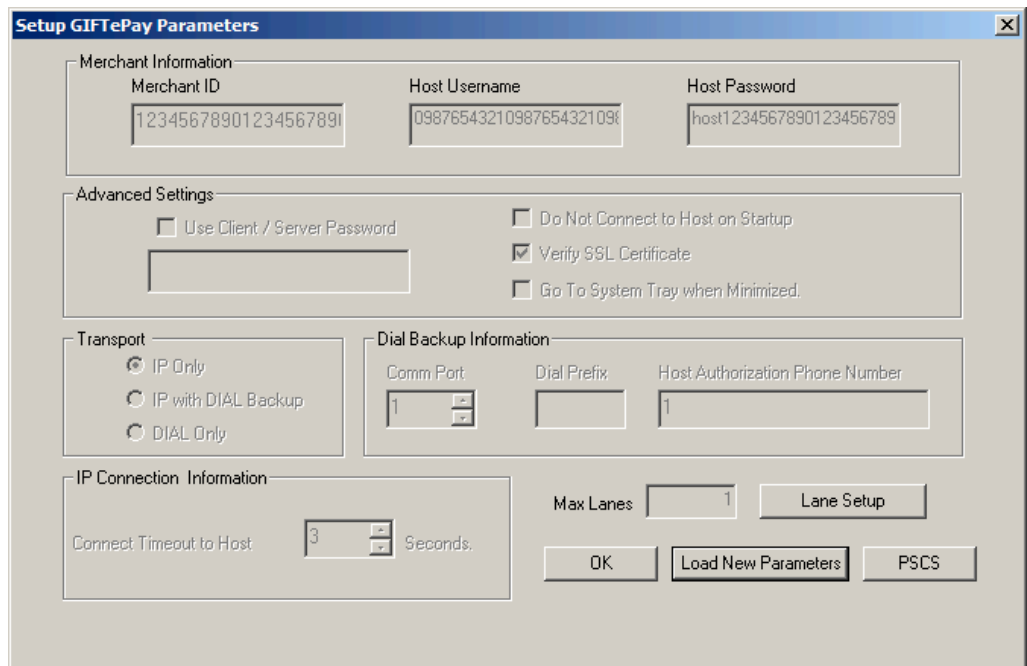 Setup GIFTePay Parameters
Merchant Information
Merchant ID Host Username Host Password
1234567890123456789 0987654321098765432109 host1234567890123456789
Advanced Settings
Use Client / Server Password
Do Not Connect to Host on Startup
Verify SSL Certificate
Go To System Tray when Minimized.
Transport
IP Only
IP with DIAL Backup
DIAL Only
Dial Backup Information
Comm Port Dial Prefix Host Authorization Phone Number
1 1
IP Connection Information
Connect Timeout to Host 3 Seconds.
Max Lanes 1 Lane Setup
OK Load New Parameters PSCS